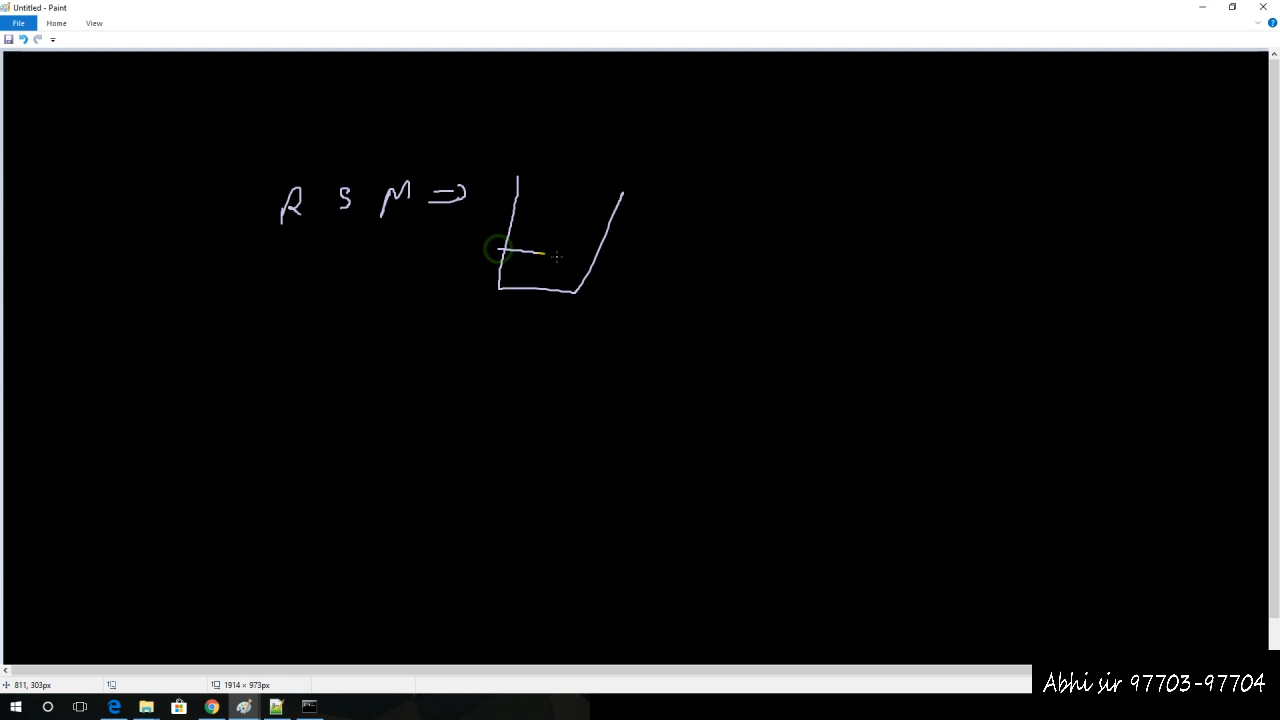 Untitled - Paint
File Home View
R S M ⇒
811, 303px 1914 × 973px
Abhi sir 97703-97704